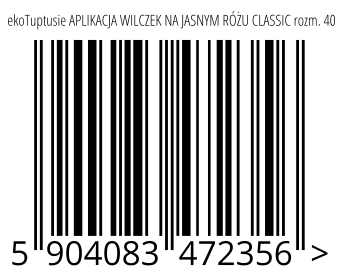 ekoTuptusie APLIKACJA WILCZEK NA JASNYM RÓŻU CLASSIC rozm. 40
5 904083 472356 >